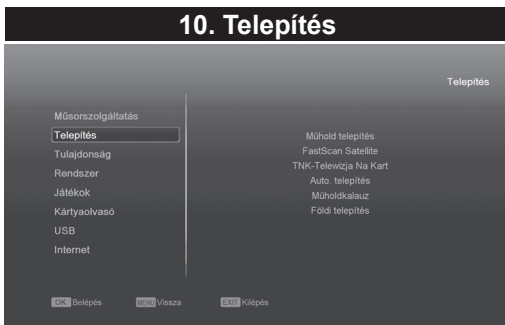 10. Telepítés
Telepítés
Műsorszolgáltatás
Telepítés
Tulajdonság
Rendszer
Játékok
Kártyaolvasó
USB
Internet
Műhold telepítés
FastScan Satellite
TNK-Telewizja Na Kart
Auto. telepítés
Műholdkalauz
Földi telepítés
OK Belépés MENU Vissza EXIT Kilépés